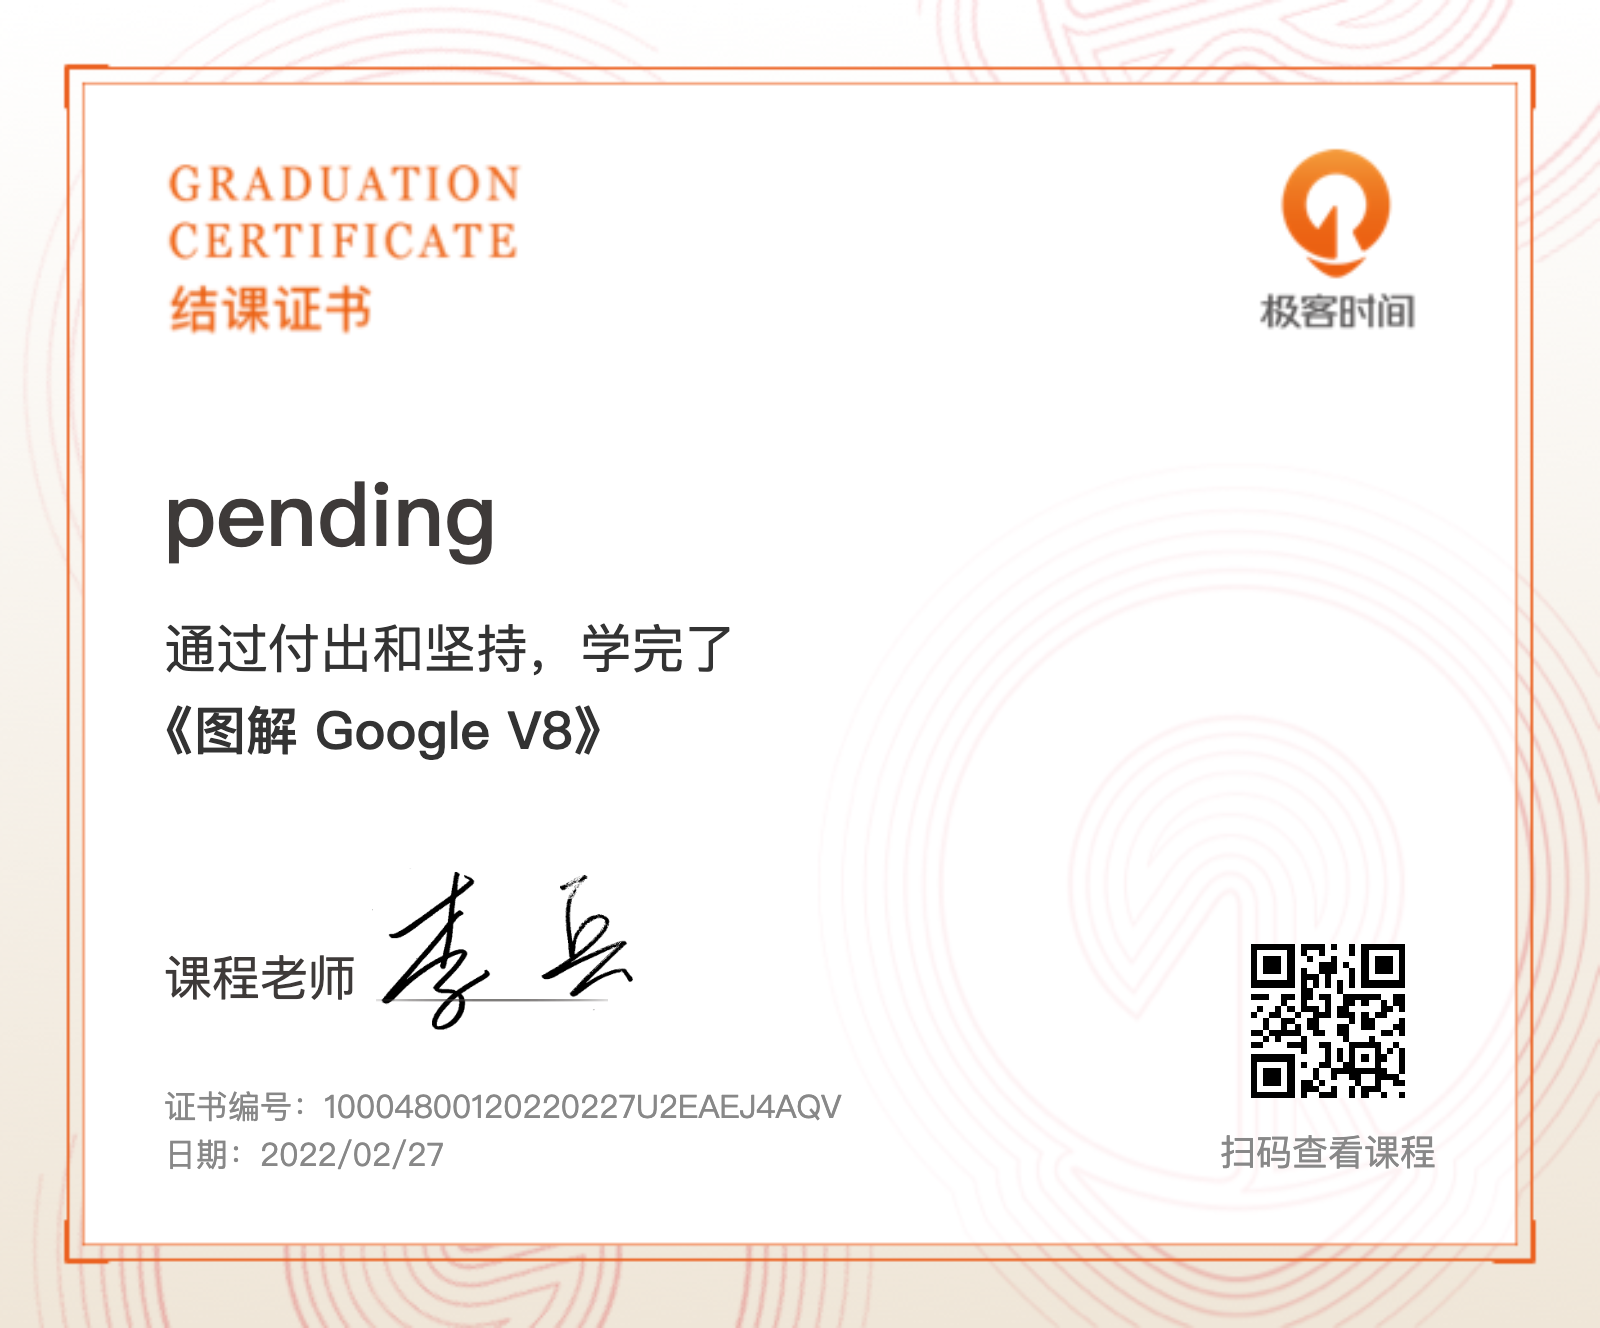 GRADUATION
CERTIFICATE
结课证书
极客时间
pending
通过付出和坚持，学完了
《图解 Google V8》
课程老师 李兵
证书编号：10004800120220227U2EAEJ4AQV
日期：2022/02/27
扫码查看课程